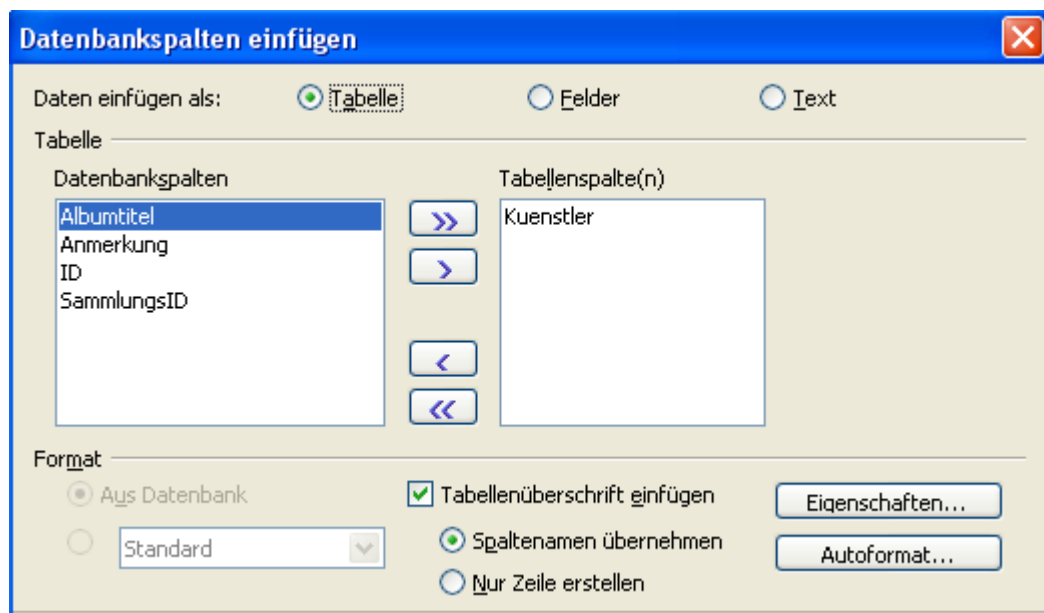 Datenbankspalten einfügen
Daten einfügen als: Tabelle Felder Text
Tabelle
Datenbankspalten Tabellenspalte(n)
Albumtitel Kuenstler
Anmerkung
ID
SammlungsID
Format
Aus Datenbank Tabellenüberschrift einfügen Eigenschaften...
Standard Spaltenamen übernehmen Autoformat...
Nur Zeile erstellen